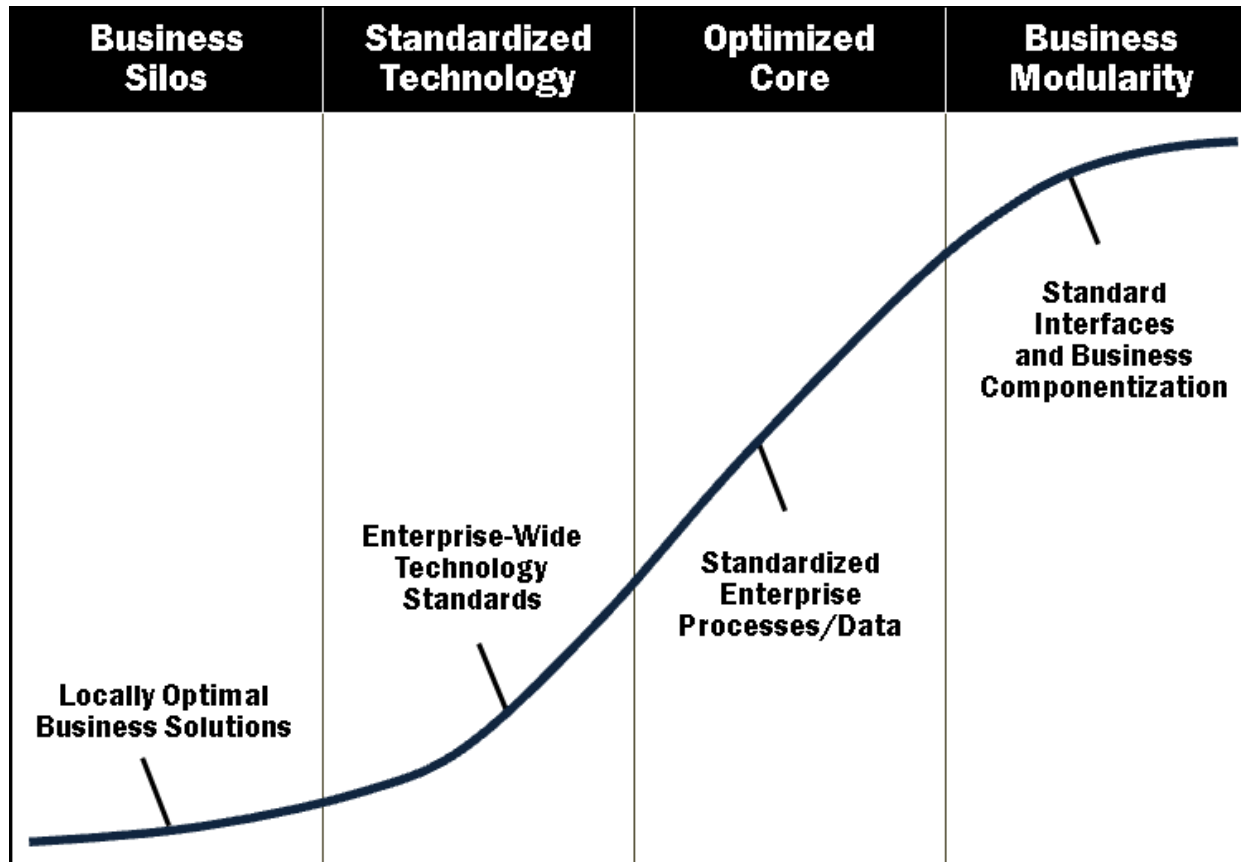 Business
Silos
Standardized
Technology
Optimized
Core
Business
Modularity
Locally Optimal
Business Solutions
Enterprise-Wide
Technology
Standards
Standardized
Enterprise
Processes/Data
Standard
Interfaces
and Business
Componentization